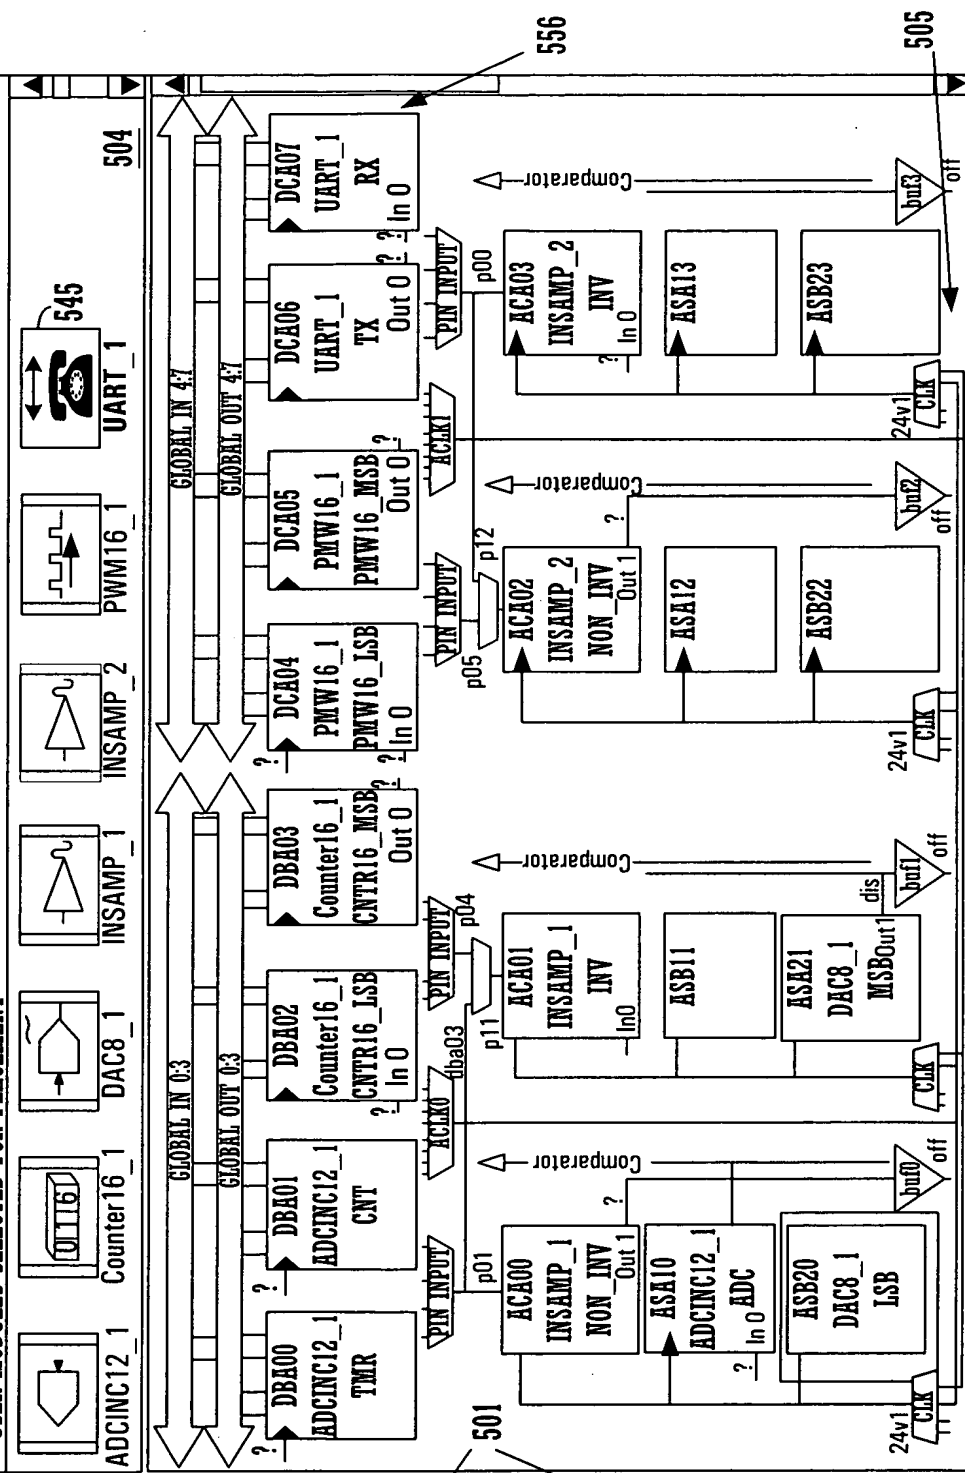 ADCINC12_1
Counter16_1
DAC8_1
INSAMP_1
INSAMP_2
PWM16_1
UART_1
545
504
GLOBAL IN 0:3
GLOBAL OUT 0:3
GLOBAL IN 4:7
GLOBAL OUT 4:7
DBA00
ADCINC12_1
TMR
?
DBA01
ADCINC12_1
CNT
?
DBA02
Counter16_1
CNTR16_LSB
In 0
?
DBA03
Counter16_1
CNTR16_MSB
Out 0
?
DCA04
PMW16_1
PMW16_LSB
In 0
?
?
DCA05
PMW16_1
PMW16_MSB
Out 0
?
DCA06
UART_1
TX
Out 0
?
DCA07
UART_1
RX
In 0
?
556
PIN INPUT
ACLK0
PIN INPUT
PIN INPUT
ACLK1
PIN INPUT
p01
dba03
p11
p04
p05
p12
p00
ACA00
INSAMP_1
NON_INV
Out 1
?
ACA01
INSAMP_1
INV
In0
ACA02
INSAMP_2
NON_INV
Out 1
?
ACA03
INSAMP_2
INV
In 0
?
Comparator
Comparator
Comparator
Comparator
501
ASA10
ADCINC12_1
ADC
In 0
?
ASB11
ASA12
ASA13
ASB20
DAC8_1
LSB
ASA21
DAC8_1
MSB
Out1
dis
ASB22
ASB23
24v1
CLK
buf0
off
CLK
buf1
off
24v1
CLK
buf2
off
24v1
CLK
buf3
off
505